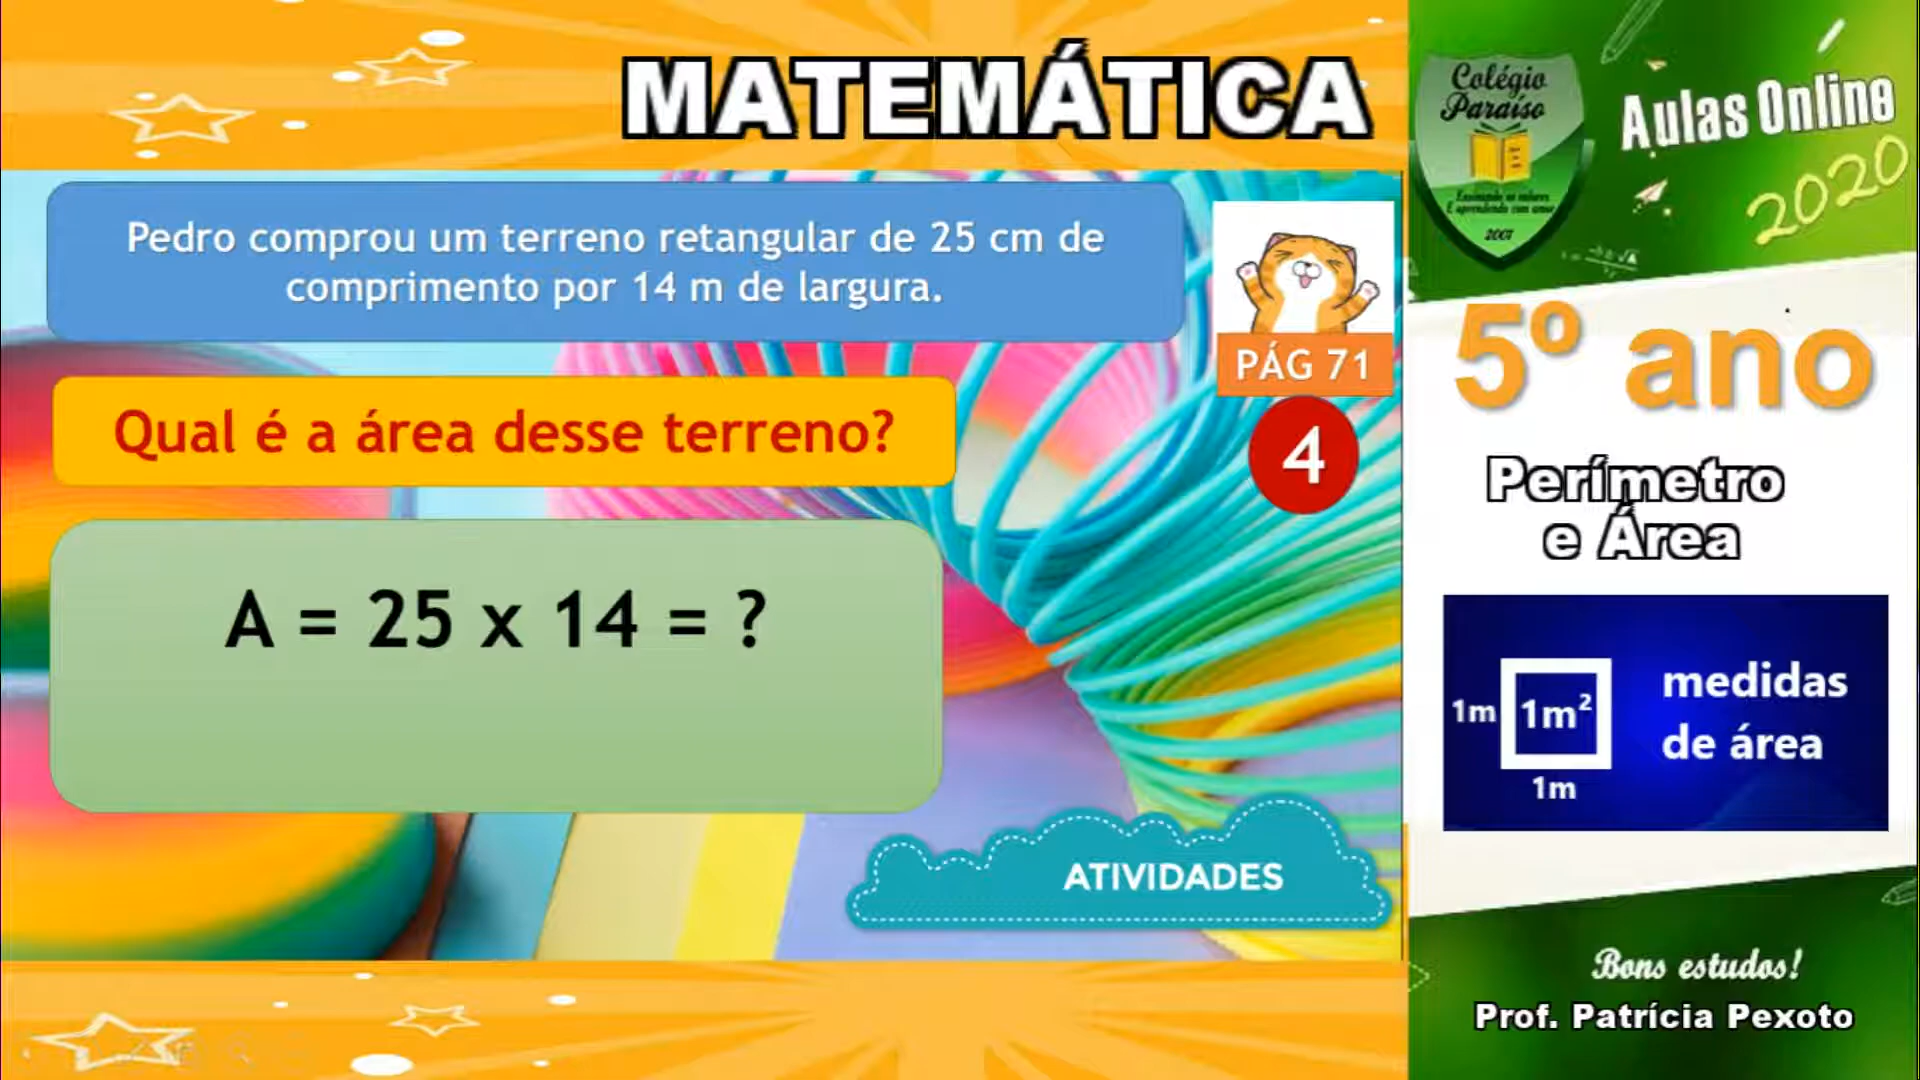 MATEMÁTICA
Pedro comprou um terreno retangular de 25 cm de
comprimento por 14 m de largura.
PÁG 71
4
Qual é a área desse terreno?
A = 25 x 14 = ?
ATIVIDADES
Colégio
Paraíso
2007
Aulas Online
2020
5º ano
Perímetro
e Área
1m
1m²
1m
medidas
de área
Bons estudos!
Prof. Patrícia Pexoto